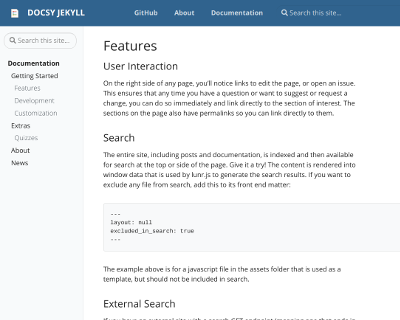 DOCSY JEKYLL
GitHub
About
Documentation
Search this site…
Search this site…
Documentation
Getting Started
Features
Development
Customization
Extras
Quizzes
About
News
Features
User Interaction
On the right side of any page, you'll notice links to edit the page, or open an issue.
This ensures that any time you have a question or want to suggest or request a
change, you can do so immediately and link directly to the section of interest. The
sections on the page also have permalinks so you can link directly to them.
Search
The entire site, including posts and documentation, is indexed and then available
for search at the top or side of the page. Give it a try! The content is rendered into
window data that is used by lunr.js to generate the search results. If you want to
exclude any file from search, add this to its front end matter:
---
layout: null
excluded_in_search: true
---
The example above is for a javascript file in the assets folder that is used as a
template, but should not be included in search.
External Search